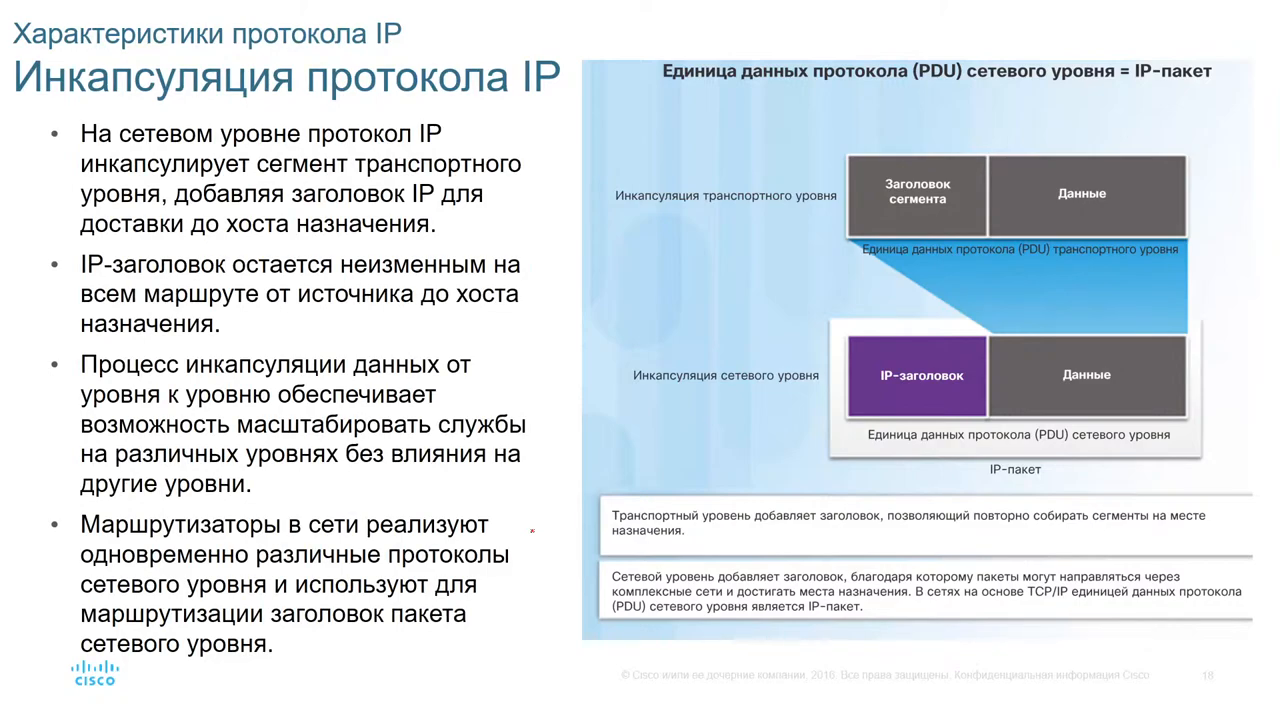 Характеристики протокола IP
Инкапсуляция протокола IP
• На сетевом уровне протокол IP
инкапсулирует сегмент транспортного
уровня, добавляя заголовок IP для
доставки до хоста назначения.
• IP-заголовок остается неизменным на
всем маршруте от источника до хоста
назначения.
• Процесс инкапсуляции данных от
уровня к уровню обеспечивает
возможность масштабировать службы
на различных уровнях без влияния на
другие уровни.
• Маршрутизаторы в сети реализуют
одновременно различные протоколы
сетевого уровня и используют для
маршрутизации заголовок пакета
сетевого уровня.
Единица данных протокола (PDU) сетевого уровня = IP-пакет
Инкапсуляция транспортного уровня
Заголовок
сегмента
Данные
Единица данных протокола (PDU) транспортного уровня
Инкапсуляция сетевого уровня
IP-заголовок
Данные
Единица данных протокола (PDU) сетевого уровня
IP-пакет
Транспортный уровень добавляет заголовок, позволяющий повторно собирать сегменты на месте
назначения.
Сетевой уровень добавляет заголовок, благодаря которому пакеты могут направляться через
комплексные сети и достигать места назначения. В сетях на основе TCP/IP единицей данных протокола
(PDU) сетевого уровня является IP-пакет.
CISCO
© Cisco и/или ее дочерние компании, 2016. Все права защищены. Конфиденциальная информация Cisco
18